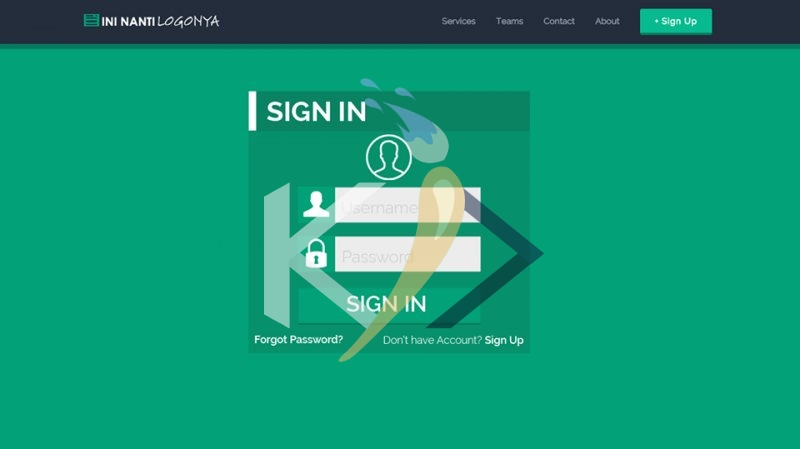 INI NANTI LOGONYA
Services Teams Contact About + Sign Up
SIGN IN
Username
Password
SIGN IN
Forgot Password? Don't have Account? Sign Up